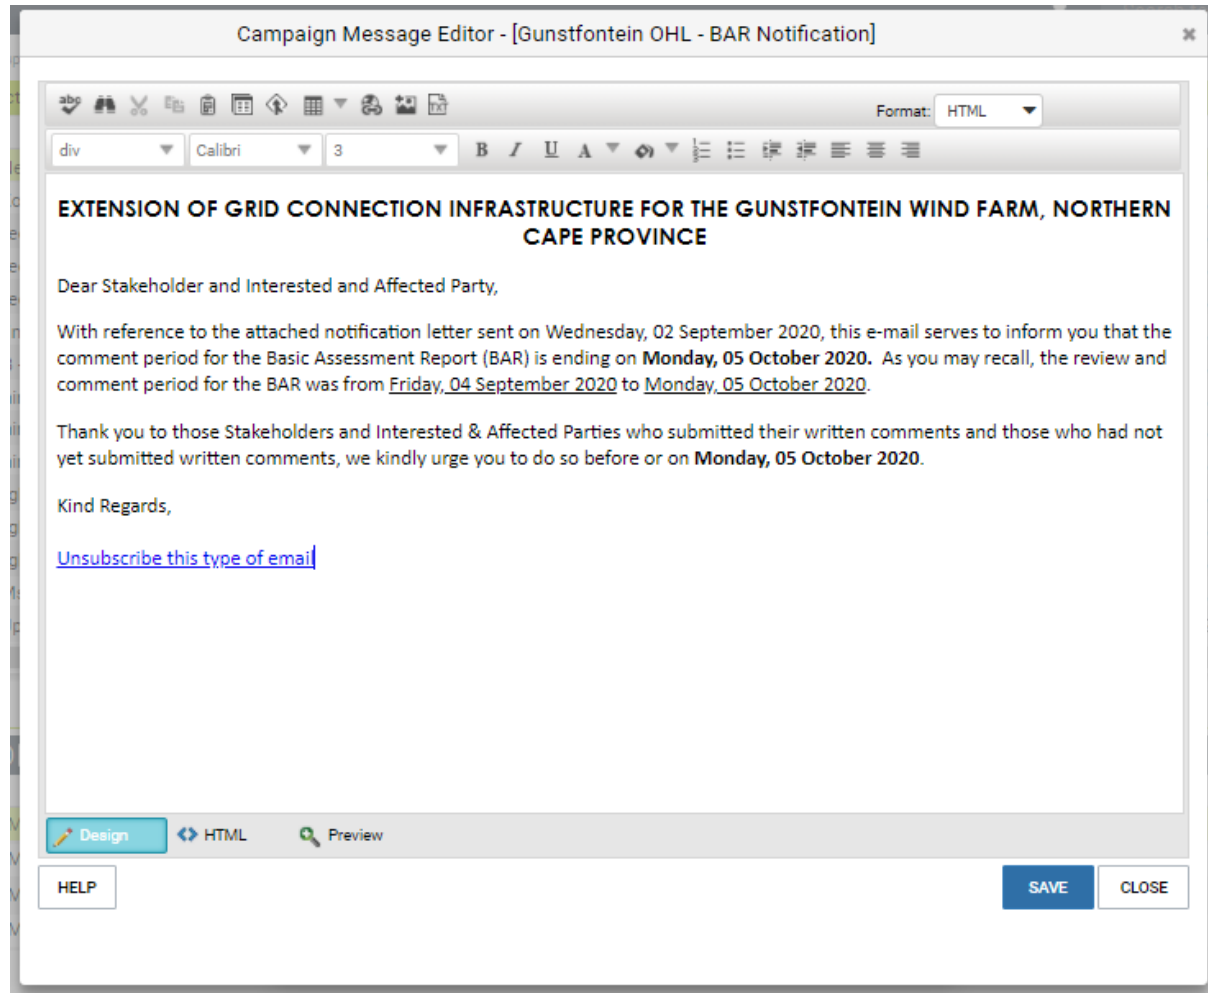 Campaign Message Editor - [Gunstfontein OHL - BAR Notification]
abc
TXT
Format: HTML
div Calibri 3 B I U A
EXTENSION OF GRID CONNECTION INFRASTRUCTURE FOR THE GUNSTFONTEIN WIND FARM, NORTHERN
CAPE PROVINCE
Dear Stakeholder and Interested and Affected Party,
With reference to the attached notification letter sent on Wednesday, 02 September 2020, this e-mail serves to inform you that the
comment period for the Basic Assessment Report (BAR) is ending on Monday, 05 October 2020. As you may recall, the review and
comment period for the BAR was from Friday, 04 September 2020 to Monday, 05 October 2020.
Thank you to those Stakeholders and Interested & Affected Parties who submitted their written comments and those who had not
yet submitted written comments, we kindly urge you to do so before or on Monday, 05 October 2020.
Kind Regards,
Unsubscribe this type of email
Design HTML Preview
HELP SAVE CLOSE